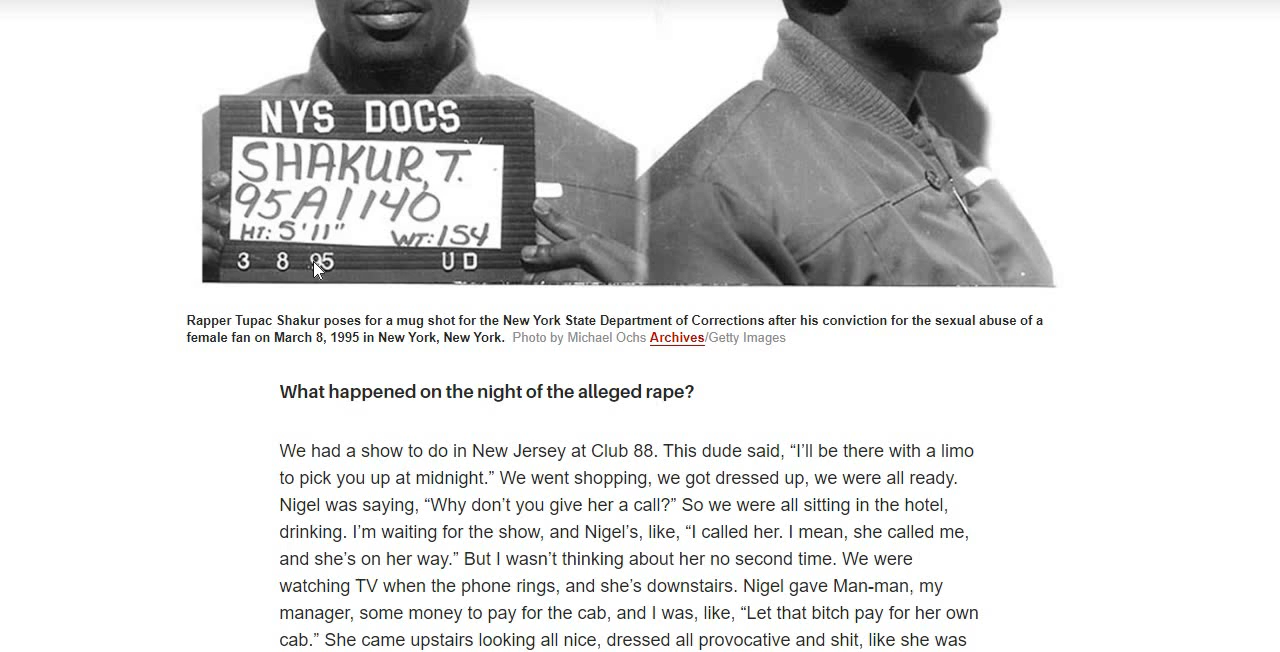 NYS DOCS
SHAKUR, T.
95A1140
HT: 5'11" WT: 154
3 8 95 UD
Rapper Tupac Shakur poses for a mug shot for the New York State Department of Corrections after his conviction for the sexual abuse of a
female fan on March 8, 1995 in New York, New York. Photo by Michael Ochs Archives/Getty Images
What happened on the night of the alleged rape?
We had a show to do in New Jersey at Club 88. This dude said, “I’ll be there with a limo
to pick you up at midnight.” We went shopping, we got dressed up, we were all ready.
Nigel was saying, “Why don’t you give her a call?” So we were all sitting in the hotel,
drinking. I’m waiting for the show, and Nigel’s, like, “I called her. I mean, she called me,
and she’s on her way.” But I wasn’t thinking about her no second time. We were
watching TV when the phone rings, and she’s downstairs. Nigel gave Man-man, my
manager, some money to pay for the cab, and I was, like, “Let that bitch pay for her own
cab.” She came upstairs looking all nice, dressed all provocative and shit, like she was